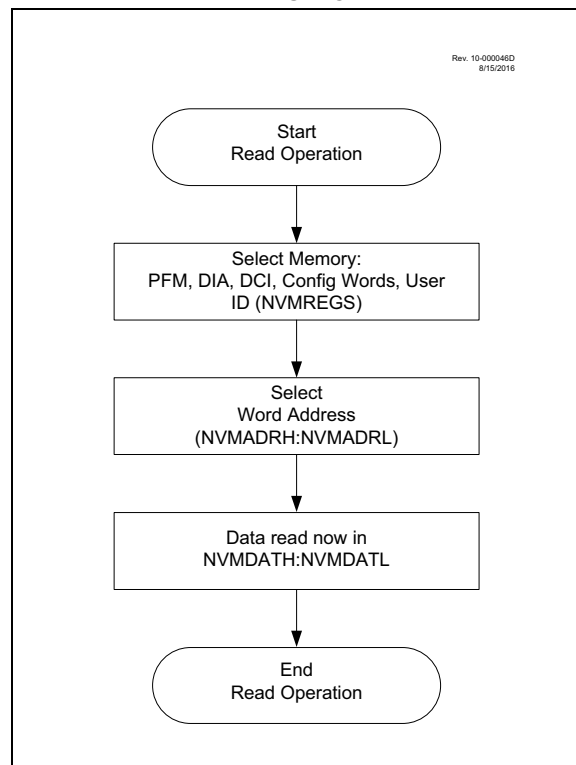 Rev. 10-000046D
8/15/2016
Start
Read Operation
Select Memory:
PFM, DIA, DCI, Config Words, User
ID (NVMREGS)
Select
Word Address
(NVMADRH:NVMADRL)
Data read now in
NVMDATH:NVMDATL
End
Read Operation